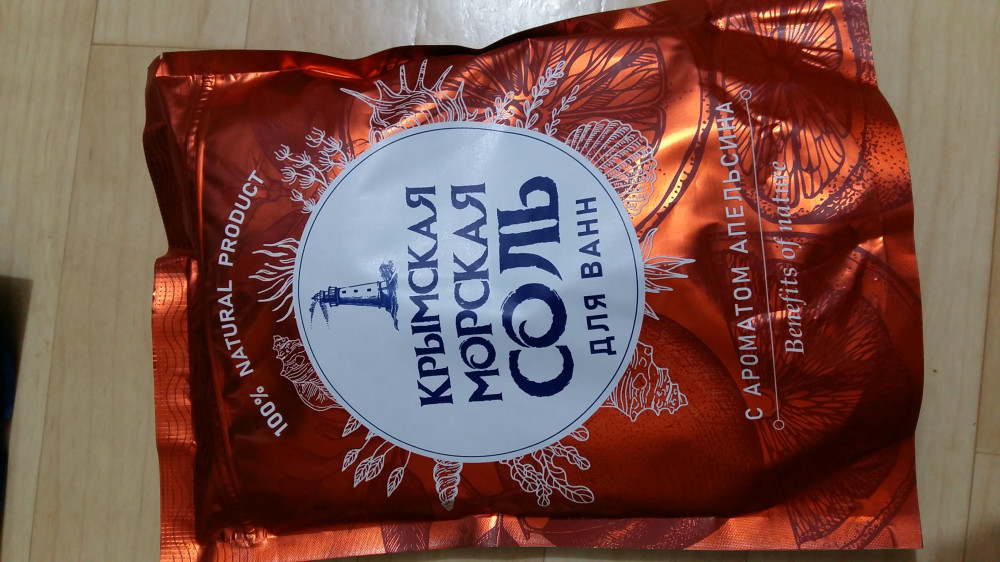 100% NATURAL PRODUCT
КРЫМСКАЯ
МОРСКАЯ
СОЛЬ
ДЛЯ ВАНН
С АРОМАТОМ АПЕЛЬСИНА
Benefits of nature